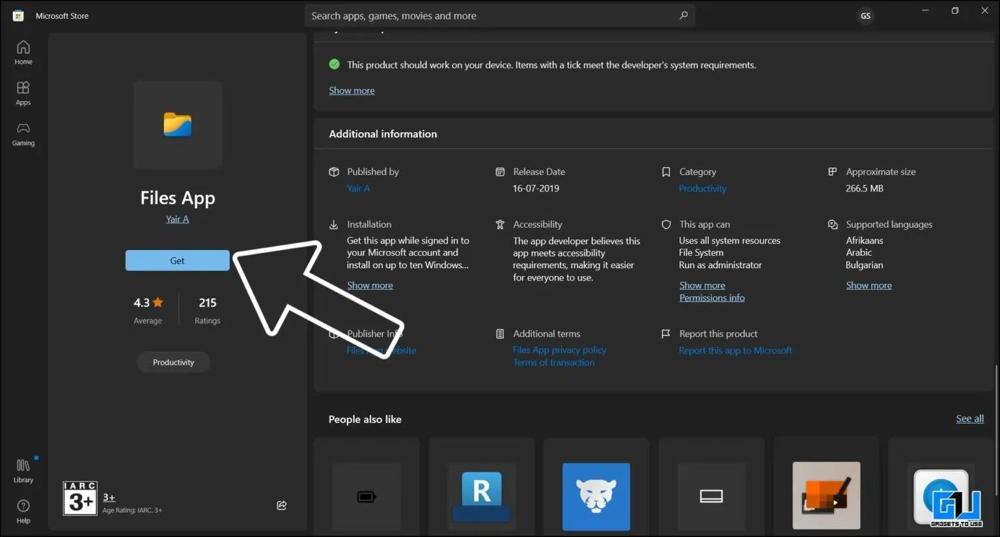 Microsoft Store
Search apps, games, movies and more
GS
Home
Apps
Gaming
Library
Help
Files App
Yair A
Get
4.3
Average
215
Ratings
Productivity
IARC
3+
3+
Age Rating: IARC. 3+
This product should work on your device. Items with a tick meet the developer's system requirements.
Show more
Additional information
Published by
Yair A
Release Date
16-07-2019
Category
Productivity
Approximate size
266.5 MB
Installation
Get this app while signed in to
your Microsoft account and
install on up to ten Windows...
Show more
Accessibility
The app developer believes this
app meets accessibility
requirements, making it easier
for everyone to use.
This app can
Uses all system resources
File System
Run as administrator
Show more
Permissions info
Supported languages
Afrikaans
Arabic
Bulgarian
Show more
Publisher
Files
Additional terms
Files App privacy policy
Terms of transaction
Report this product
Report this app to Microsoft
People also like
See all
R
GU
GADGETS TO USE